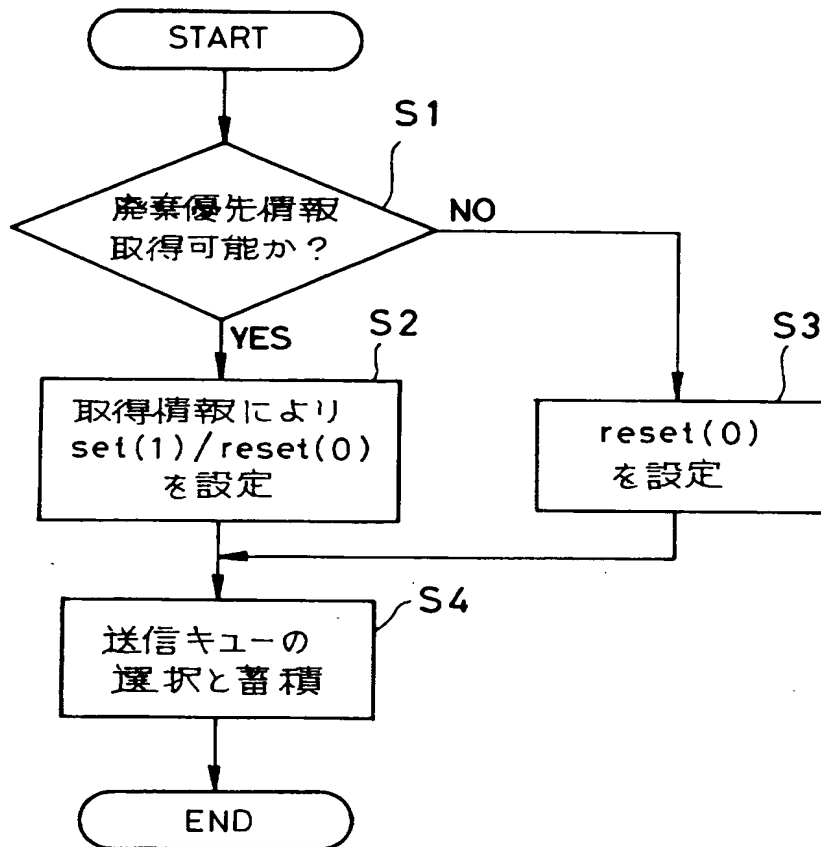 START
S1
廃棄優先情報
取得可能か?
NO
YES
S2
取得情報により
set(1)/reset(0)
を設定
S3
reset(0)
を設定
S4
送信キューの
選択と蓄積
END